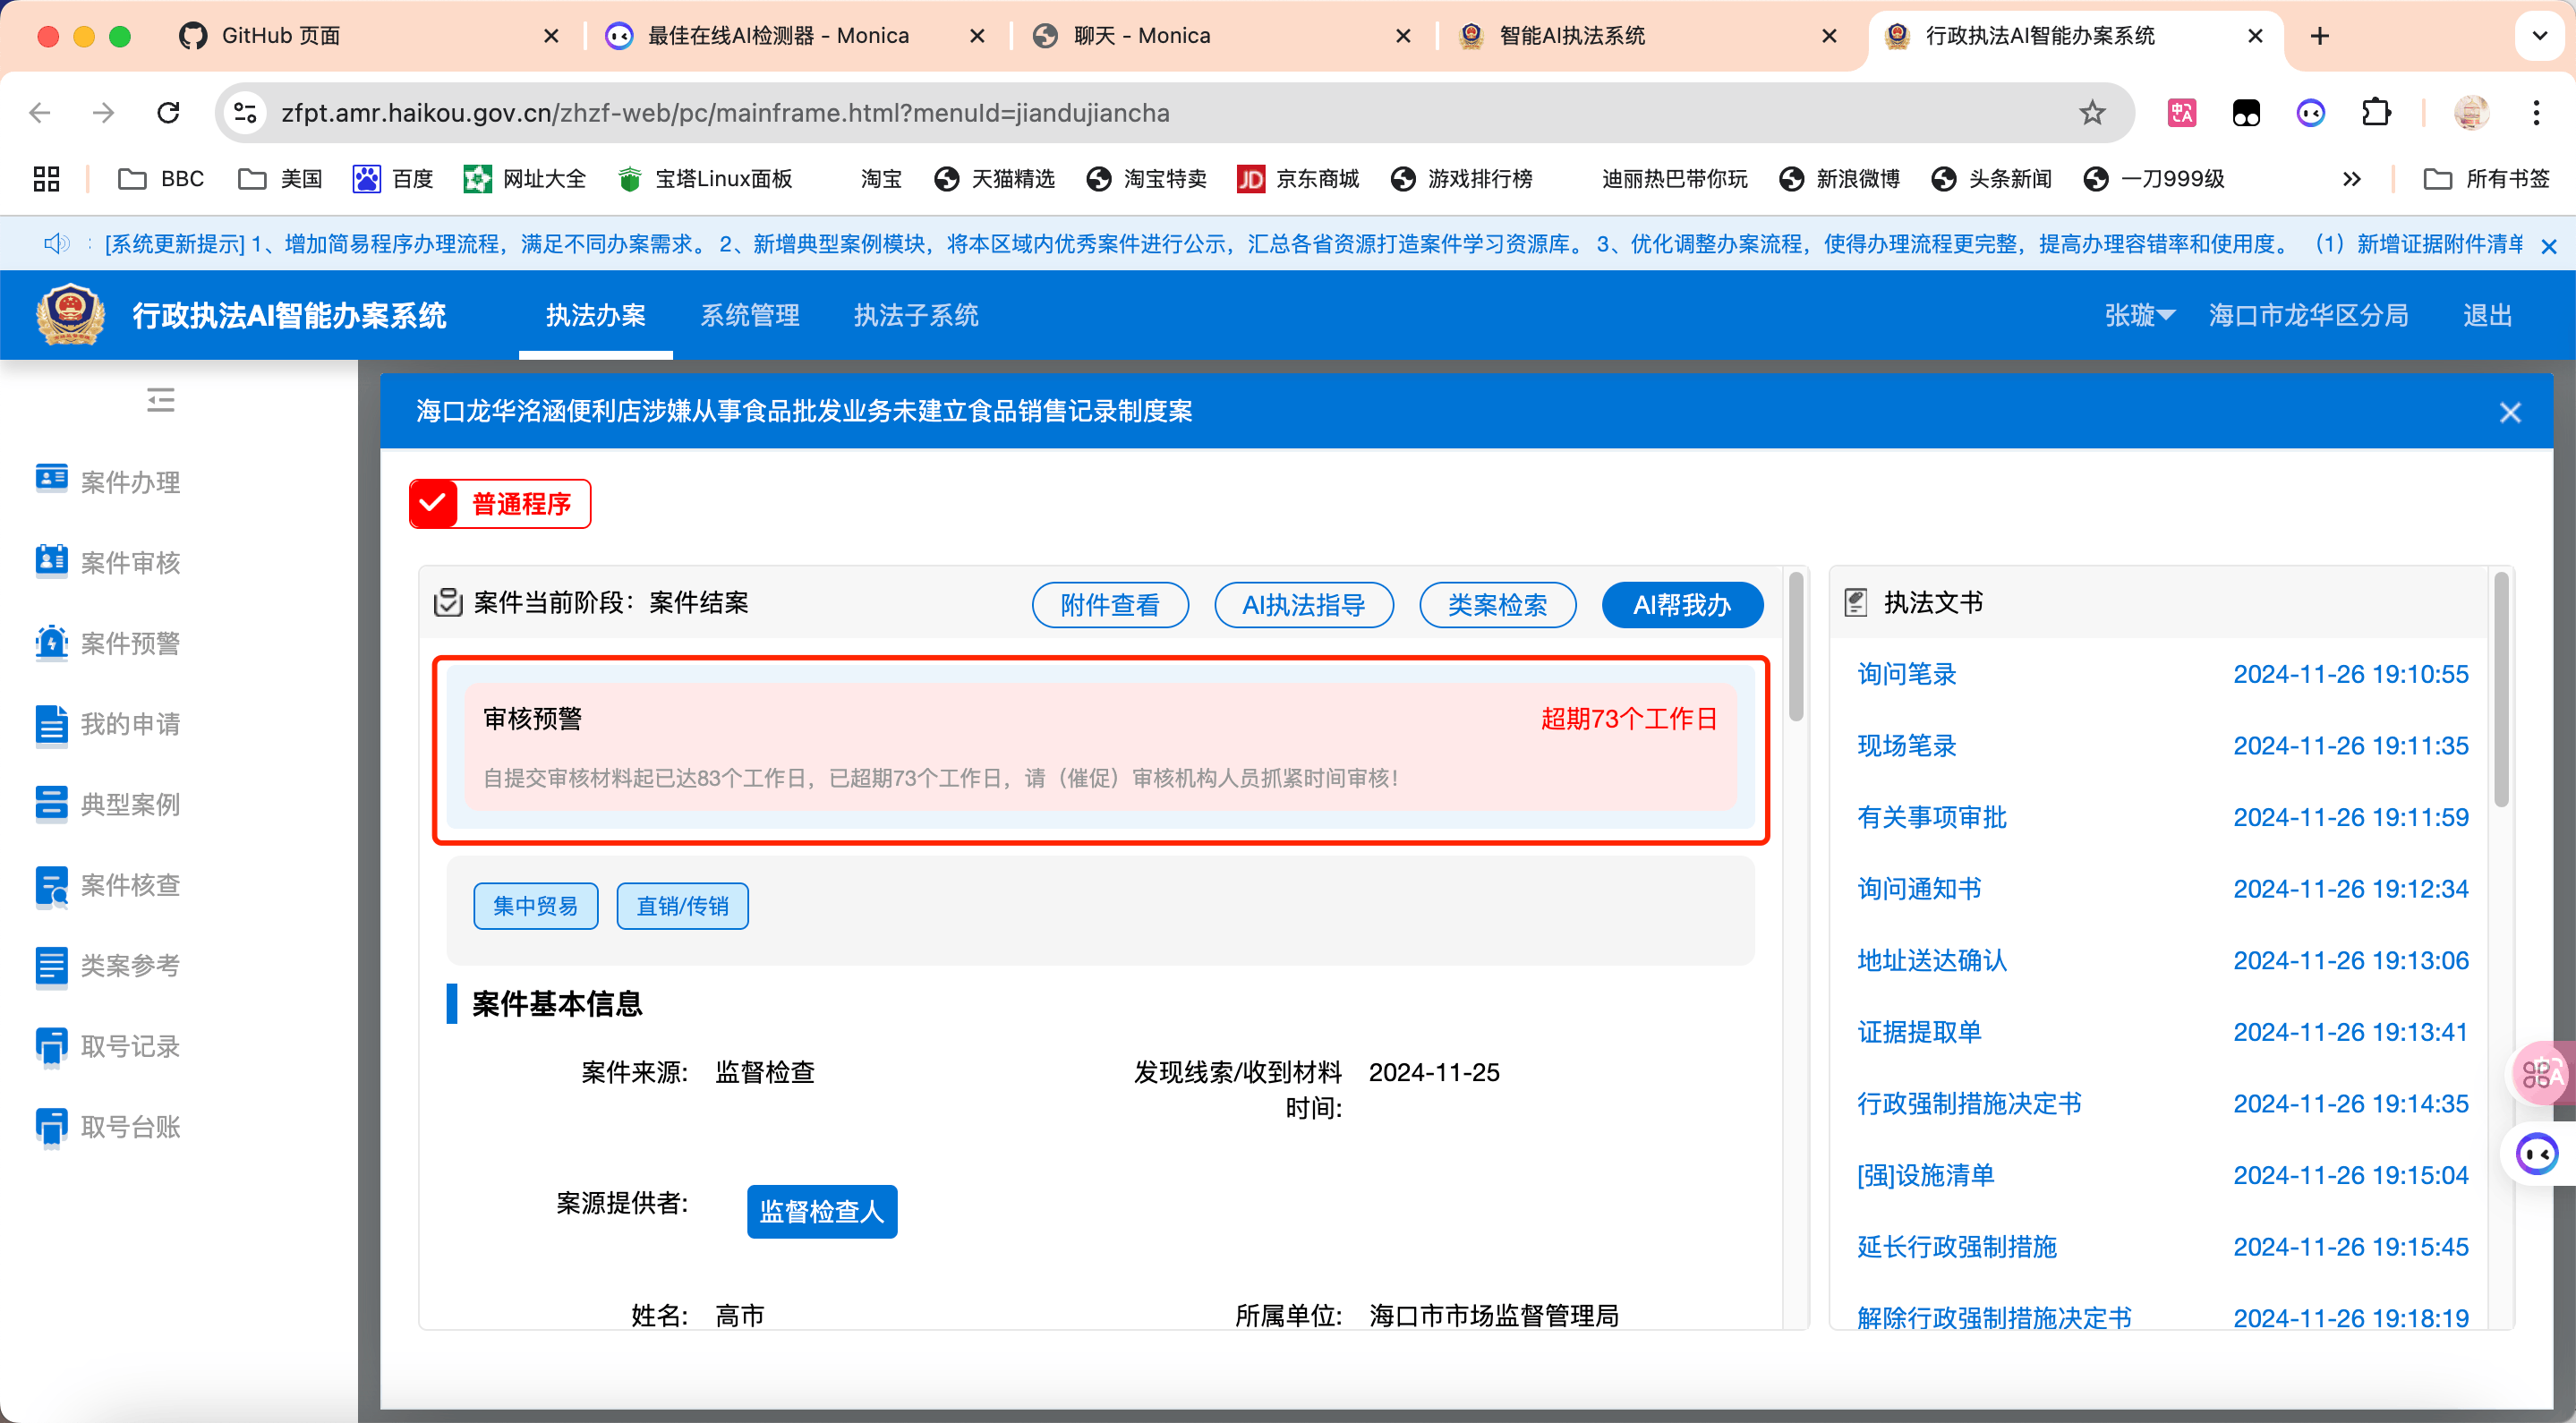 GitHub 页面
最佳在线AI检测器 - Monica
聊天 - Monica
智能AI执法系统
行政执法AI智能办案系统
zfpt.amr.haikou.gov.cn/zhzf-web/pc/mainframe.html?menuId=jiandujiancha
BBC
美国
百度
网址大全
宝塔Linux面板
淘宝
天猫精选
淘宝特卖
JD 京东商城
游戏排行榜
迪丽热巴带你玩
新浪微博
头条新闻
一刀999级
所有书签
: [系统更新提示] 1、增加简易程序办理流程，满足不同办案需求。 2、新增典型案例模块，将本区域内优秀案件进行公示，汇总各省资源打造案件学习资源库。 3、优化调整办案流程，使得办理流程更完整，提高办理容错率和使用度。 （1）新增证据附件清单
行政执法AI智能办案系统
执法办案
系统管理
执法子系统
张璇
海口市龙华区分局
退出
案件办理
案件审核
案件预警
我的申请
典型案例
案件核查
类案参考
取号记录
取号台账
海口龙华洺涵便利店涉嫌从事食品批发业务未建立食品销售记录制度案
普通程序
案件当前阶段：案件结案
附件查看
AI执法指导
类案检索
AI帮我办
审核预警
超期73个工作日
自提交审核材料起已达83个工作日，已超期73个工作日，请（催促）审核机构人员抓紧时间审核！
集中贸易
直销/传销
案件基本信息
案件来源: 监督检查
发现线索/收到材料 2024-11-25
时间:
案源提供者: 监督检查人
姓名: 高市
所属单位: 海口市市场监督管理局
执法文书
询问笔录 2024-11-26 19:10:55
现场笔录 2024-11-26 19:11:35
有关事项审批 2024-11-26 19:11:59
询问通知书 2024-11-26 19:12:34
地址送达确认 2024-11-26 19:13:06
证据提取单 2024-11-26 19:13:41
行政强制措施决定书 2024-11-26 19:14:35
[强]设施清单 2024-11-26 19:15:04
延长行政强制措施 2024-11-26 19:15:45
解除行政强制措施决定书 2024-11-26 19:18:19